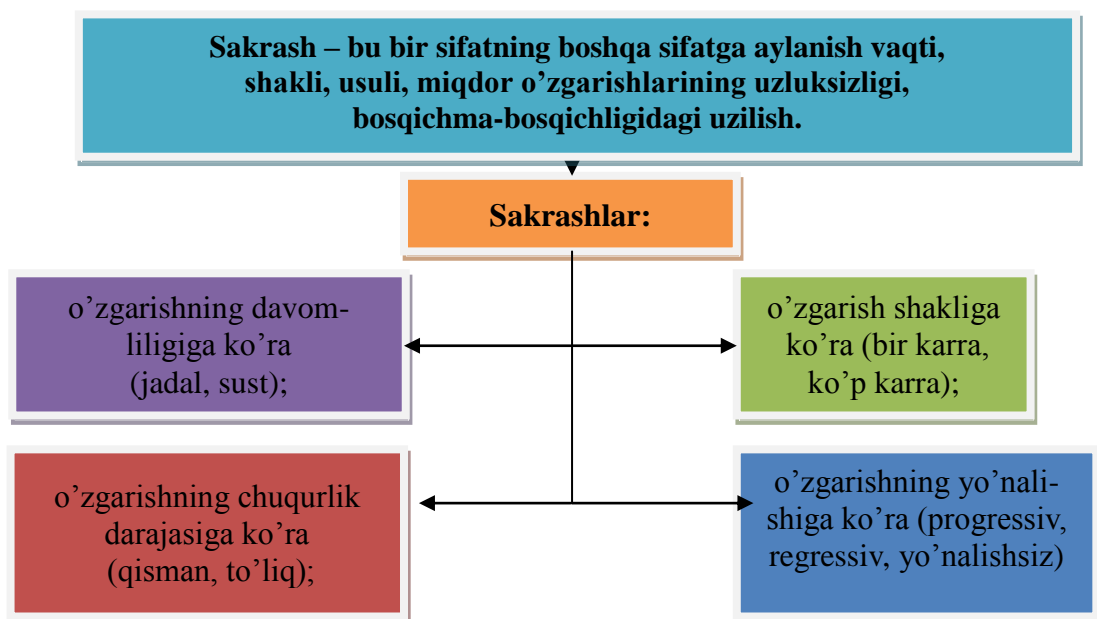 Sakrash – bu bir sifatning boshqa sifatga aylanish vaqti,
shakli, usuli, miqdor o’zgarishlarining uzluksizligi,
bosqichma-bosqichligidagi uzilish.
Sakrashlar:
o’zgarishning davom-
liligiga ko’ra
(jadal, sust);
o’zgarish shakliga
ko’ra (bir karra,
ko’p karra);
o’zgarishning chuqurlik
darajasiga ko’ra
(qisman, to’liq);
o’zgarishning yo’nali-
shiga ko’ra (progressiv,
regressiv, yo’nalishsiz)